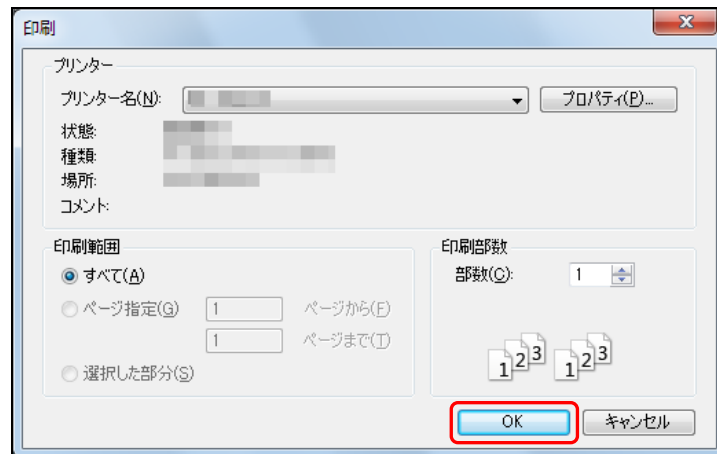 印刷
プリンター
プリンター名(N): プロパティ(P)...
状態:
種類:
場所:
コメント:
印刷範囲
すべて(A)
ページ指定(G) 1 ページから(F)
1 ページまで(T)
選択した部分(S)
印刷部数
部数(C): 1
1 2 3 1 2 3
OK キャンセル